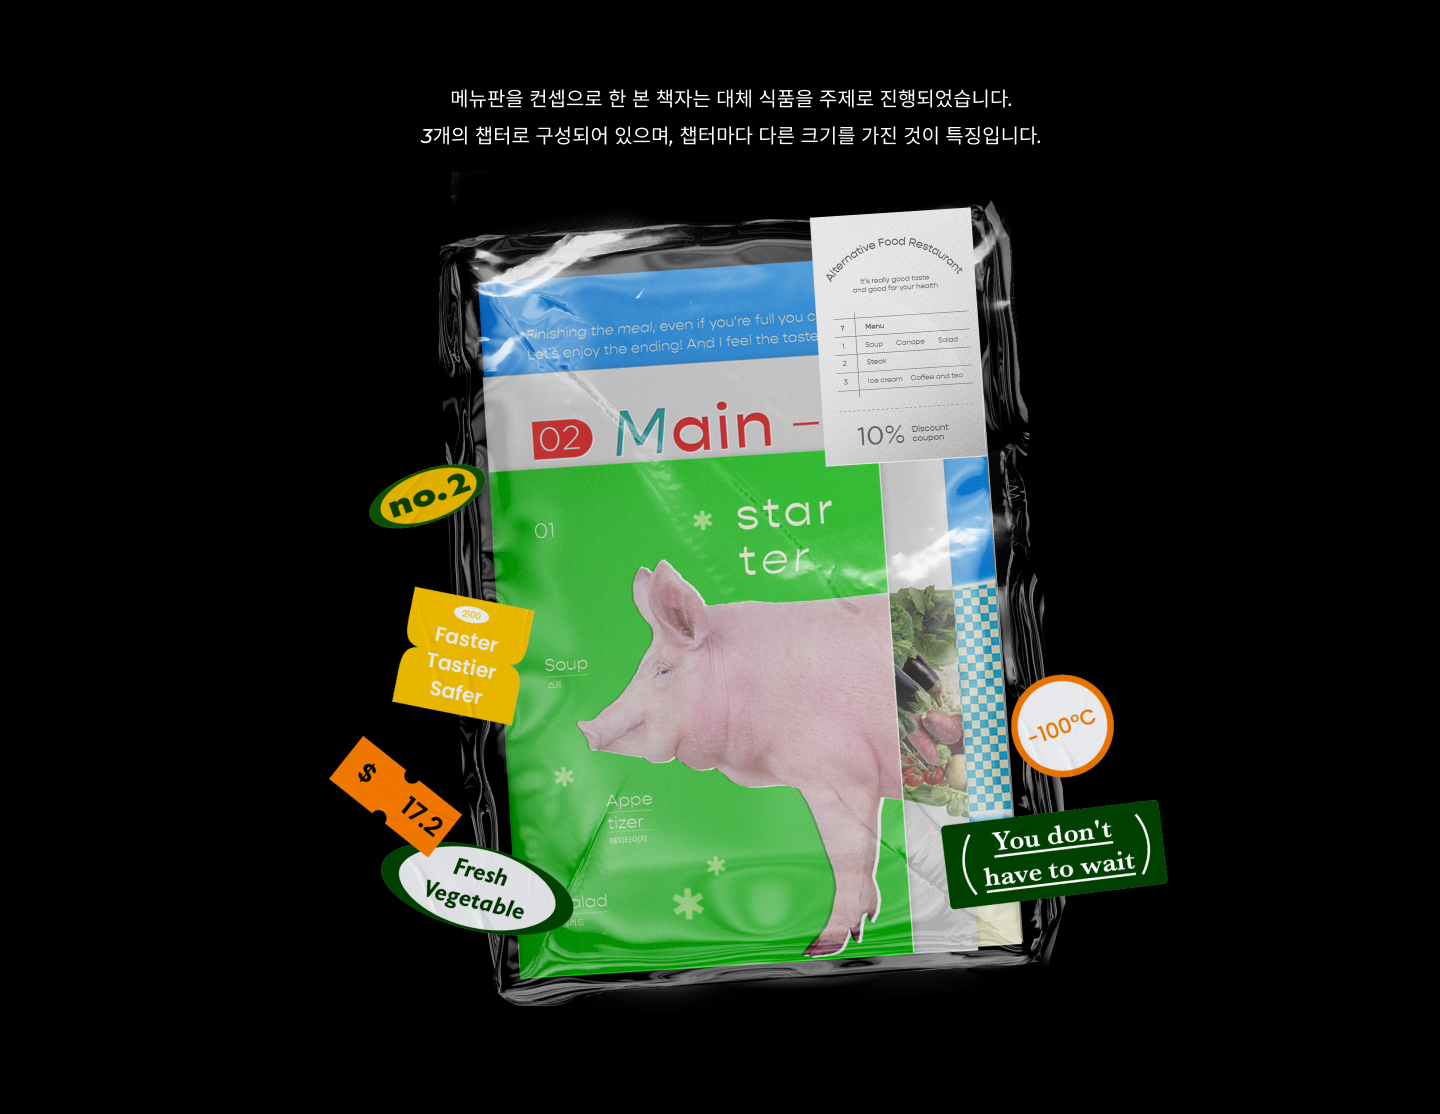 메뉴판을 컨셉으로 한 본 책자는 대체 식품을 주제로 진행되었습니다.
3개의 챕터로 구성되어 있으며, 챕터마다 다른 크기를 가진 것이 특징입니다.
Alternative Food Restaurant
It's really good taste
and good for your health
? Menu
1 Soup Canape Salad
2 Steak
3 Ice cream Coffee and tea
10% Discount
coupon
Finishing the meal, even if you're full you c
Let's enjoy the ending! And I feel the taste
02 Main -
no.2
01
* star
ter
2100
Faster
Tastier
Safer
Soup
스프
-100°C
$ 17.2
Appe
tizer
애피타이저
You don't
have to wait
Fresh
Vegetable
alad